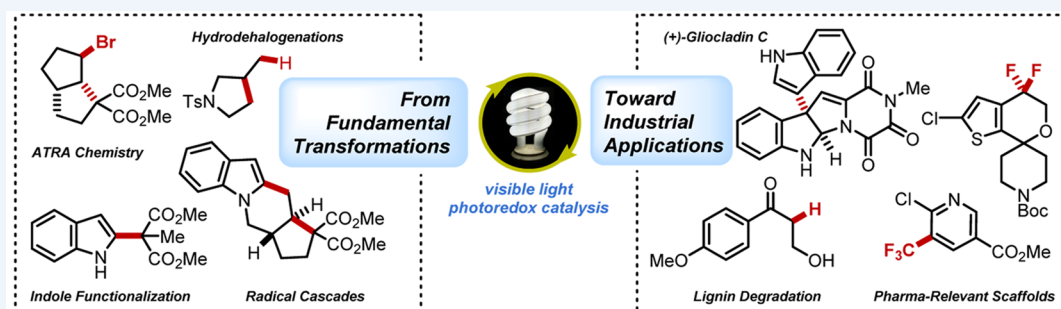 Hydrodehalogenations
Br
CO₂Me
CO₂Me
ATRA Chemistry
H
TsN
From
Fundamental
Transformations
visible light
photoredox catalysis
Toward
Industrial
Applications
N
H
CO₂Me
Me
CO₂Me
Indole Functionalization
N
H
H
CO₂Me
CO₂Me
Radical Cascades
(+)-Gliocladin C
HN
O
N Me
N
O
O
N
H
H
F F
Cl
S
O
N
Boc
O
H
MeO
OH
Lignin Degradation
Cl
N
F₃C
CO₂Me
Pharma-Relevant Scaffolds